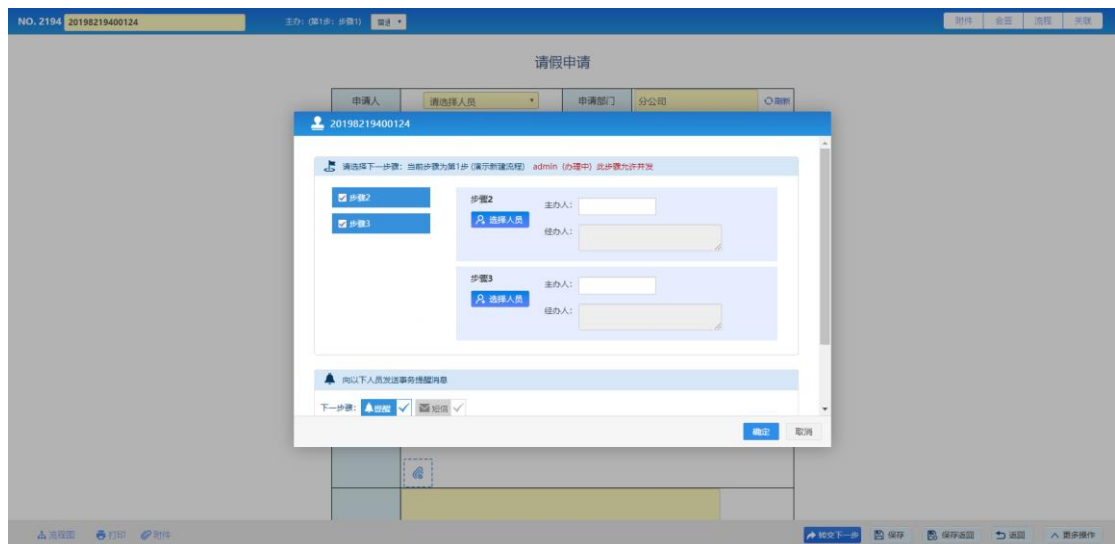 NO. 2194 20198219400124 主办: (第1步: 步骤1) 普通 附件 会签 流程 关联
请假申请
申请人 请选择人员 申请部门 分公司 刷新
20198219400124
请选择下一步骤: 当前步骤为第1步 (演示新建流程) admin (办理中) 此步骤允许并发
步骤2
步骤3
步骤2 主办人:
选择人员
经办人:
步骤3 主办人:
选择人员
经办人:
向以下人员发送事务提醒消息
下一步骤: 提醒 短信
确定 取消
流程图 打印 附件 转交下一步 保存 保存返回 返回 更多操作